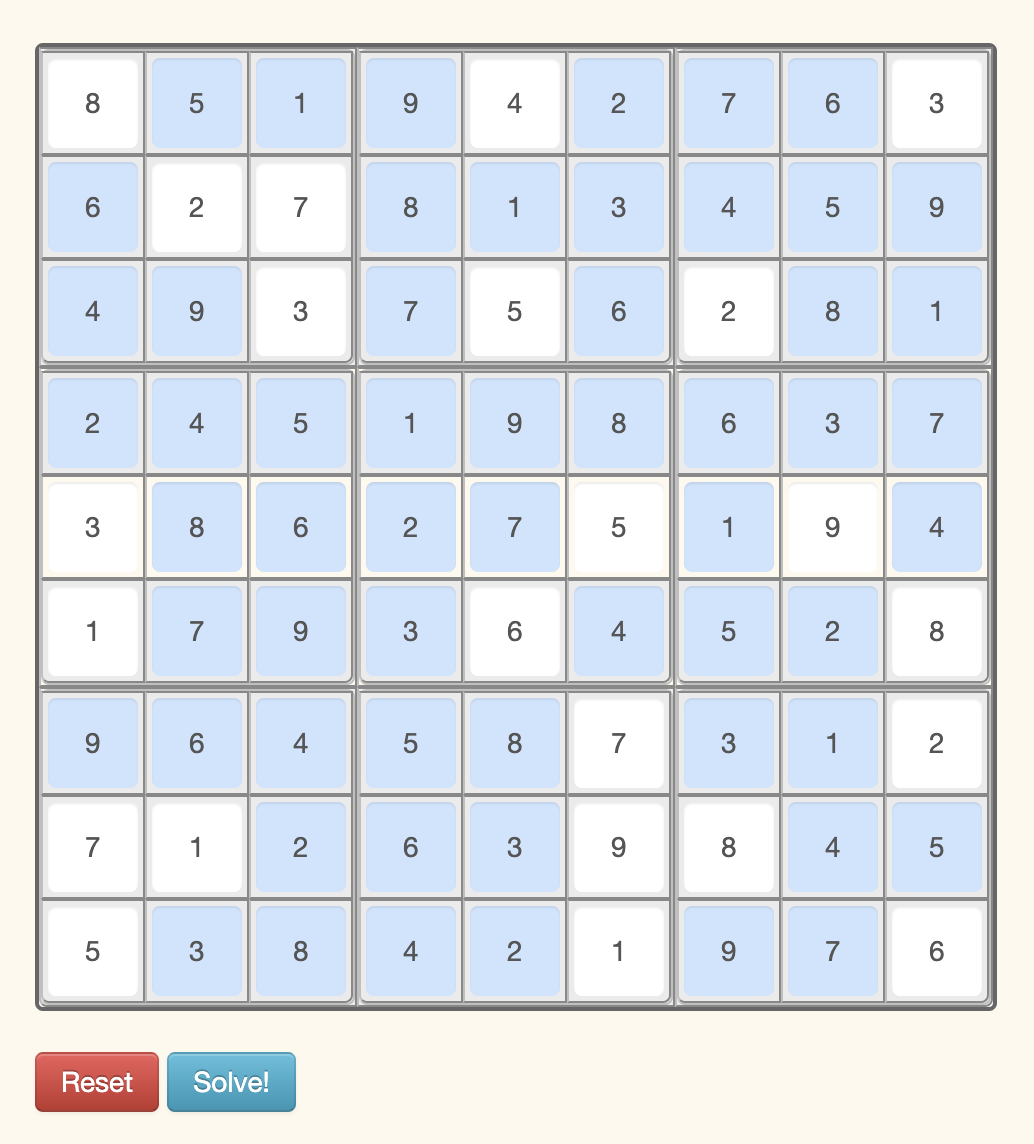 8 5 1 9 4 2 7 6 3
6 2 7 8 1 3 4 5 9
4 9 3 7 5 6 2 8 1
2 4 5 1 9 8 6 3 7
3 8 6 2 7 5 1 9 4
1 7 9 3 6 4 5 2 8
9 6 4 5 8 7 3 1 2
7 1 2 6 3 9 8 4 5
5 3 8 4 2 1 9 7 6
Reset Solve!